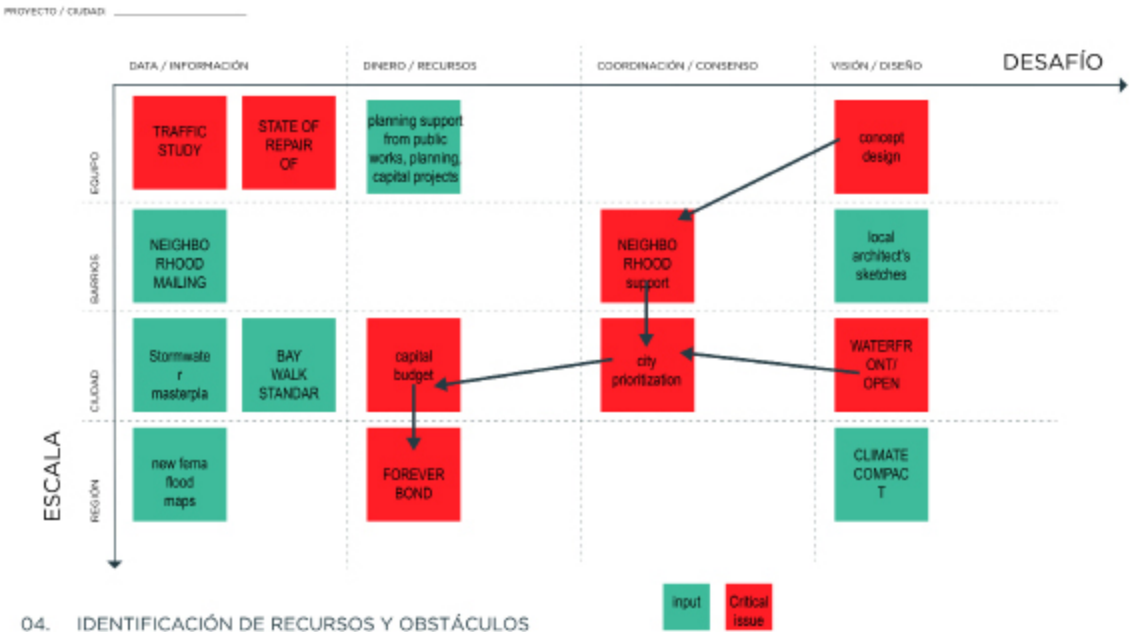 PROYECTO / CIUDAD:
DATA / INFORMACIÓN
DINERO / RECURSOS
COORDINACIÓN / CONSENSO
VISIÓN / DISEÑO
DESAFÍO
EQUIPO
TRAFFIC
STUDY
STATE OF
REPAIR
OF
planning support
from public
works, planning,
capital projects
concept
design
BARRIOS
NEIGHBO
RHOOD
MAILING
NEIGHBO
RHOOD
support
local
architect's
sketches
CIUDAD
Stormwate
r
masterpla
BAY
WALK
STANDAR
capital
budget
city
prioritization
WATERFR
ONT/
OPEN
ESCALA
REGIÓN
new fema
flood
maps
FOREVER
BOND
CLIMATE
COMPAC
T
input
Critical
issue
04. IDENTIFICACIÓN DE RECURSOS Y OBSTÁCULOS